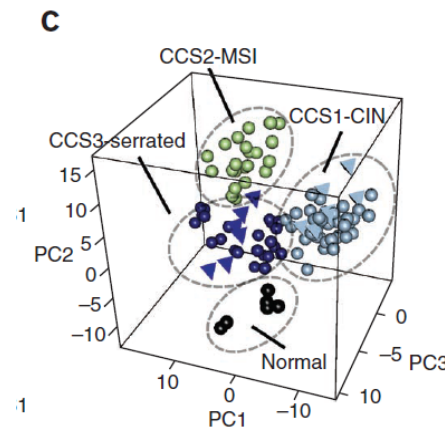 C
CCS2-MSI
CCS1-CIN
CCS3-serrated
15
10
5
0
−5
−10
PC2
Normal
10
0
−10
PC1
0
−5
10
PC3